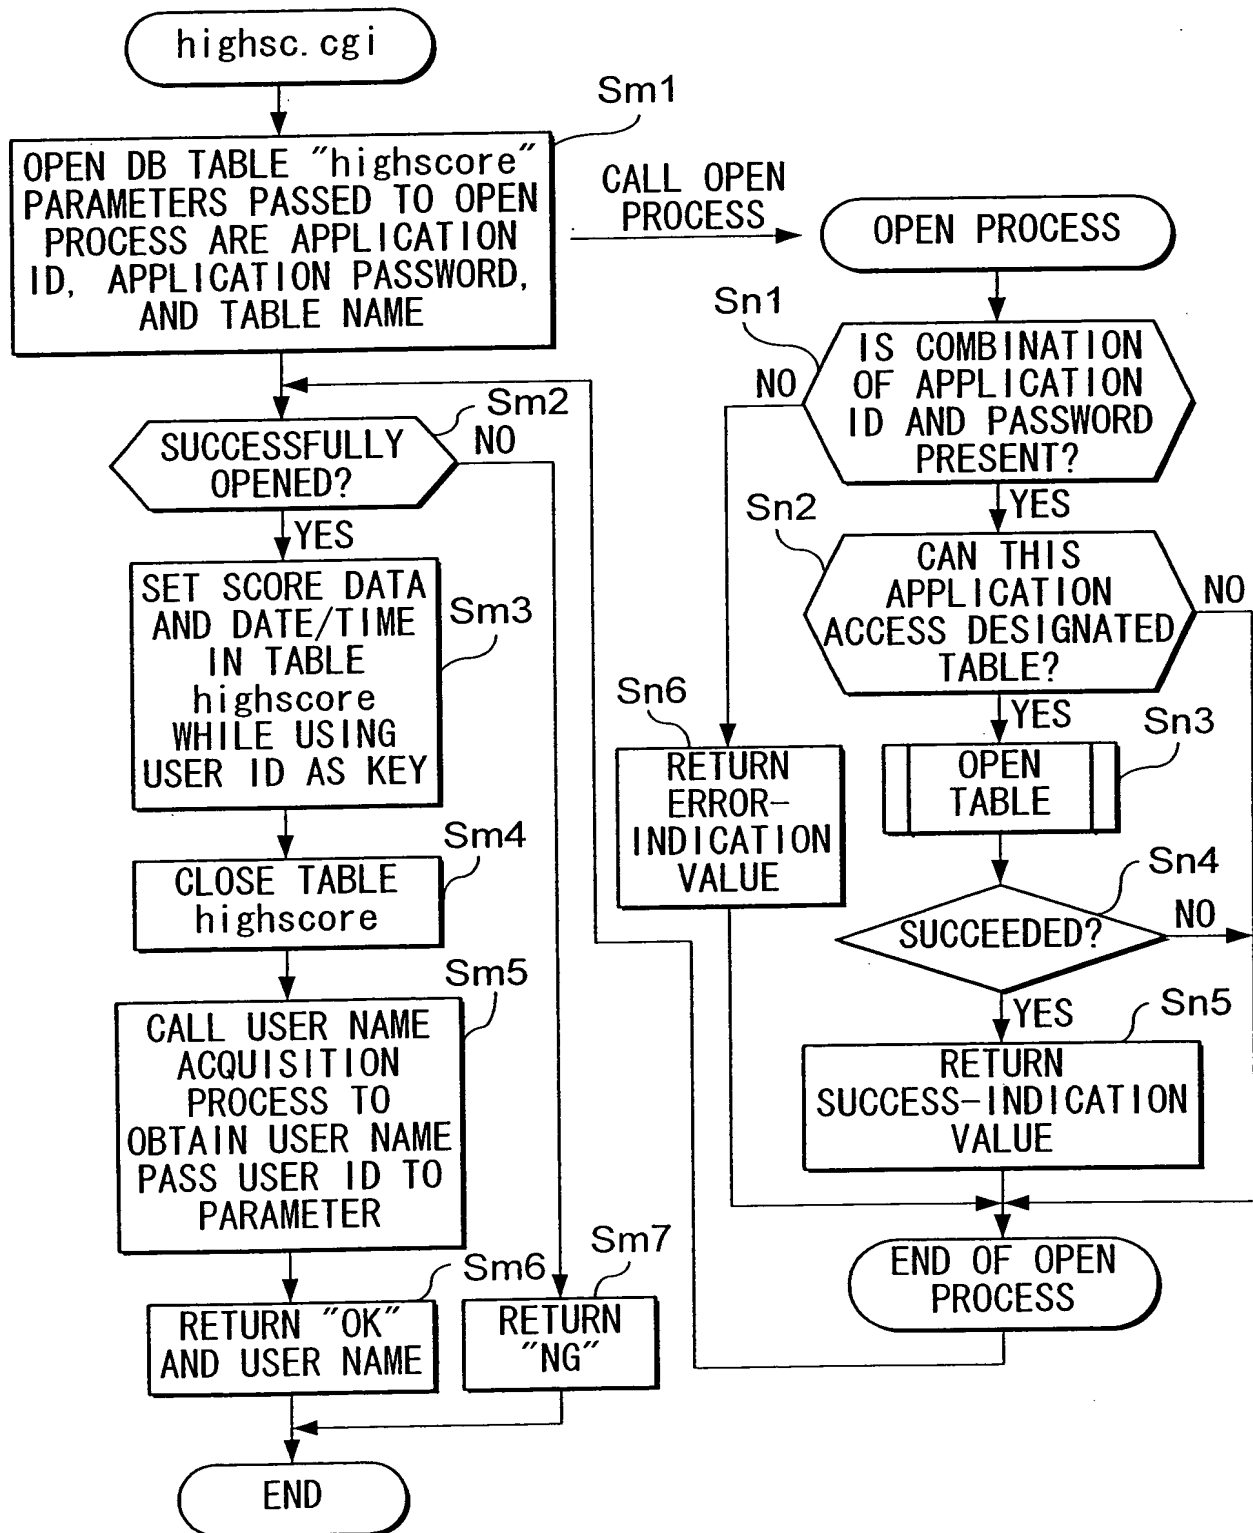 highsc.cgi
Sm1
OPEN DB TABLE "highscore"
PARAMETERS PASSED TO OPEN
PROCESS ARE APPLICATION
ID, APPLICATION PASSWORD,
AND TABLE NAME
CALL OPEN
PROCESS
OPEN PROCESS
Sm2
SUCCESSFULLY
OPENED?
NO
YES
SET SCORE DATA
AND DATE/TIME
IN TABLE
highscore
WHILE USING
USER ID AS KEY
Sm3
Sm4
CLOSE TABLE
highscore
Sm5
CALL USER NAME
ACQUISITION
PROCESS TO
OBTAIN USER NAME
PASS USER ID TO
PARAMETER
Sm6
RETURN "OK"
AND USER NAME
Sm7
RETURN
"NG"
END
Sn1
IS COMBINATION
OF APPLICATION
ID AND PASSWORD
PRESENT?
NO
YES
Sn2
CAN THIS
APPLICATION
ACCESS DESIGNATED
TABLE?
NO
YES
Sn6
RETURN
ERROR-
INDICATION
VALUE
Sn3
OPEN
TABLE
Sn4
SUCCEEDED?
NO
YES
Sn5
RETURN
SUCCESS-INDICATION
VALUE
END OF OPEN
PROCESS